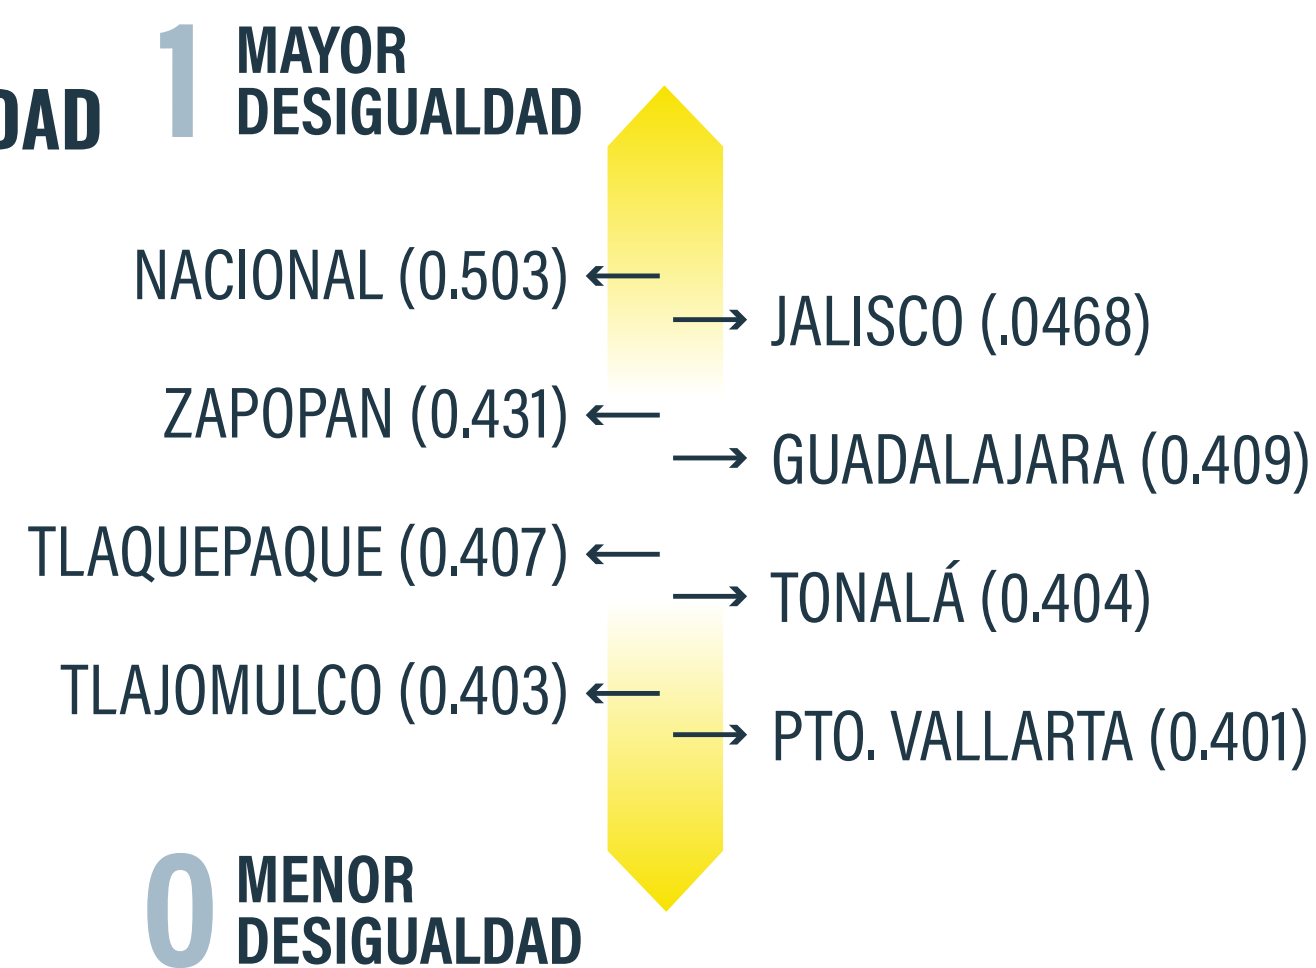 DAD
1 MAYOR
DESIGUALDAD
NACIONAL (0.503)
JALISCO (.0468)
ZAPOPAN (0.431)
GUADALAJARA (0.409)
TLAQUEPAQUE (0.407)
TONALÁ (0.404)
TLAJOMULCO (0.403)
PTO. VALLARTA (0.401)
0 MENOR
DESIGUALDAD